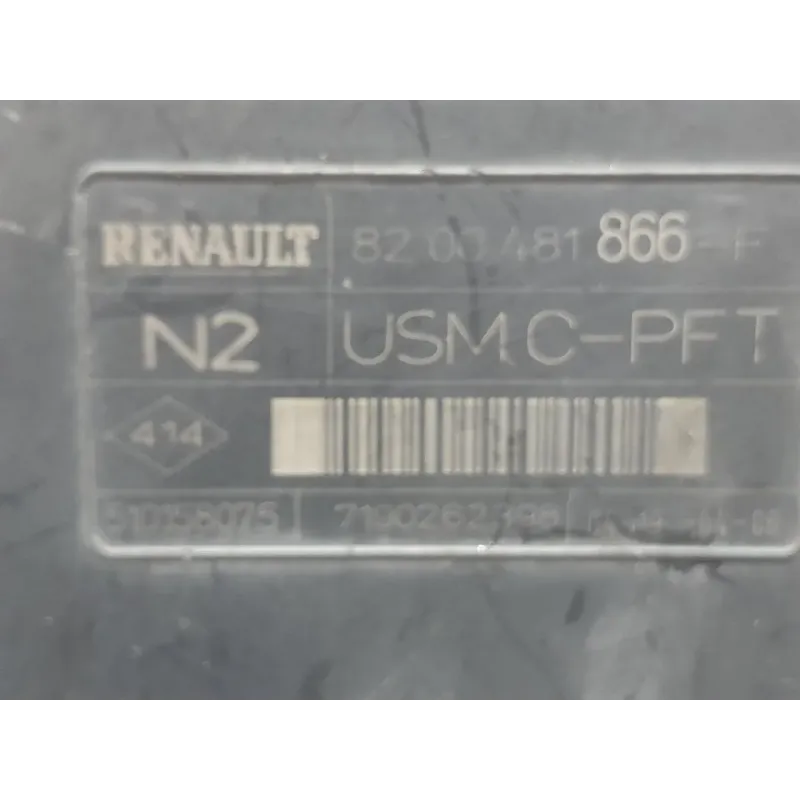 RENAULT 8200481866-F
N2 USM C-PFT
414